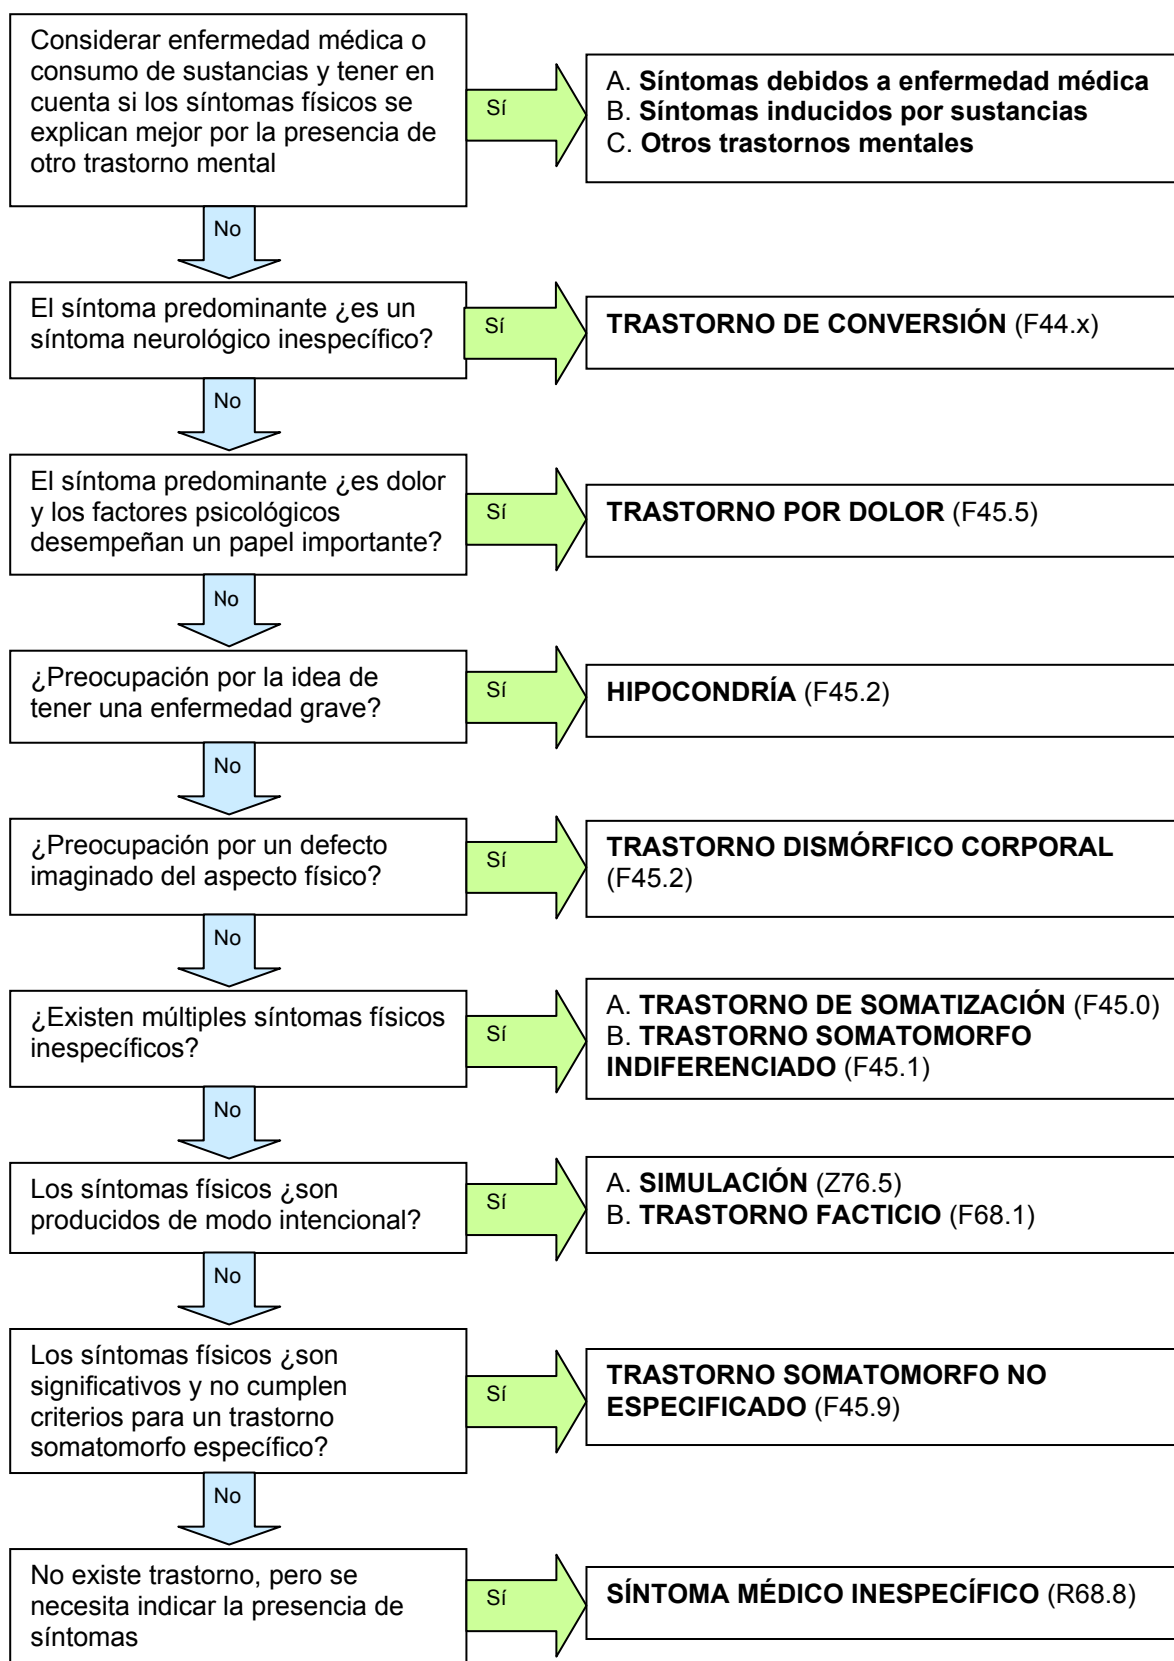 Considerar enfermedad médica o
consumo de sustancias y tener en
cuenta si los síntomas físicos se
explican mejor por la presencia de
otro trastorno mental
Sí
A. Síntomas debidos a enfermedad médica
B. Síntomas inducidos por sustancias
C. Otros trastornos mentales
No
El síntoma predominante ¿es un
síntoma neurológico inespecífico?
Sí
TRASTORNO DE CONVERSIÓN (F44.x)
No
El síntoma predominante ¿es dolor
y los factores psicológicos
desempeñan un papel importante?
Sí
TRASTORNO POR DOLOR (F45.5)
No
¿Preocupación por la idea de
tener una enfermedad grave?
Sí
HIPOCONDRÍA (F45.2)
No
¿Preocupación por un defecto
imaginado del aspecto físico?
Sí
TRASTORNO DISMÓRFICO CORPORAL
(F45.2)
No
¿Existen múltiples síntomas físicos
inespecíficos?
Sí
A. TRASTORNO DE SOMATIZACIÓN (F45.0)
B. TRASTORNO SOMATOMORFO
INDIFERENCIADO (F45.1)
No
Los síntomas físicos ¿son
producidos de modo intencional?
Sí
A. SIMULACIÓN (Z76.5)
B. TRASTORNO FACTICIO (F68.1)
No
Los síntomas físicos ¿son
significativos y no cumplen
criterios para un trastorno
somatomorfo específico?
Sí
TRASTORNO SOMATOMORFO NO
ESPECIFICADO (F45.9)
No
No existe trastorno, pero se
necesita indicar la presencia de
síntomas
Sí
SÍNTOMA MÉDICO INESPECÍFICO (R68.8)